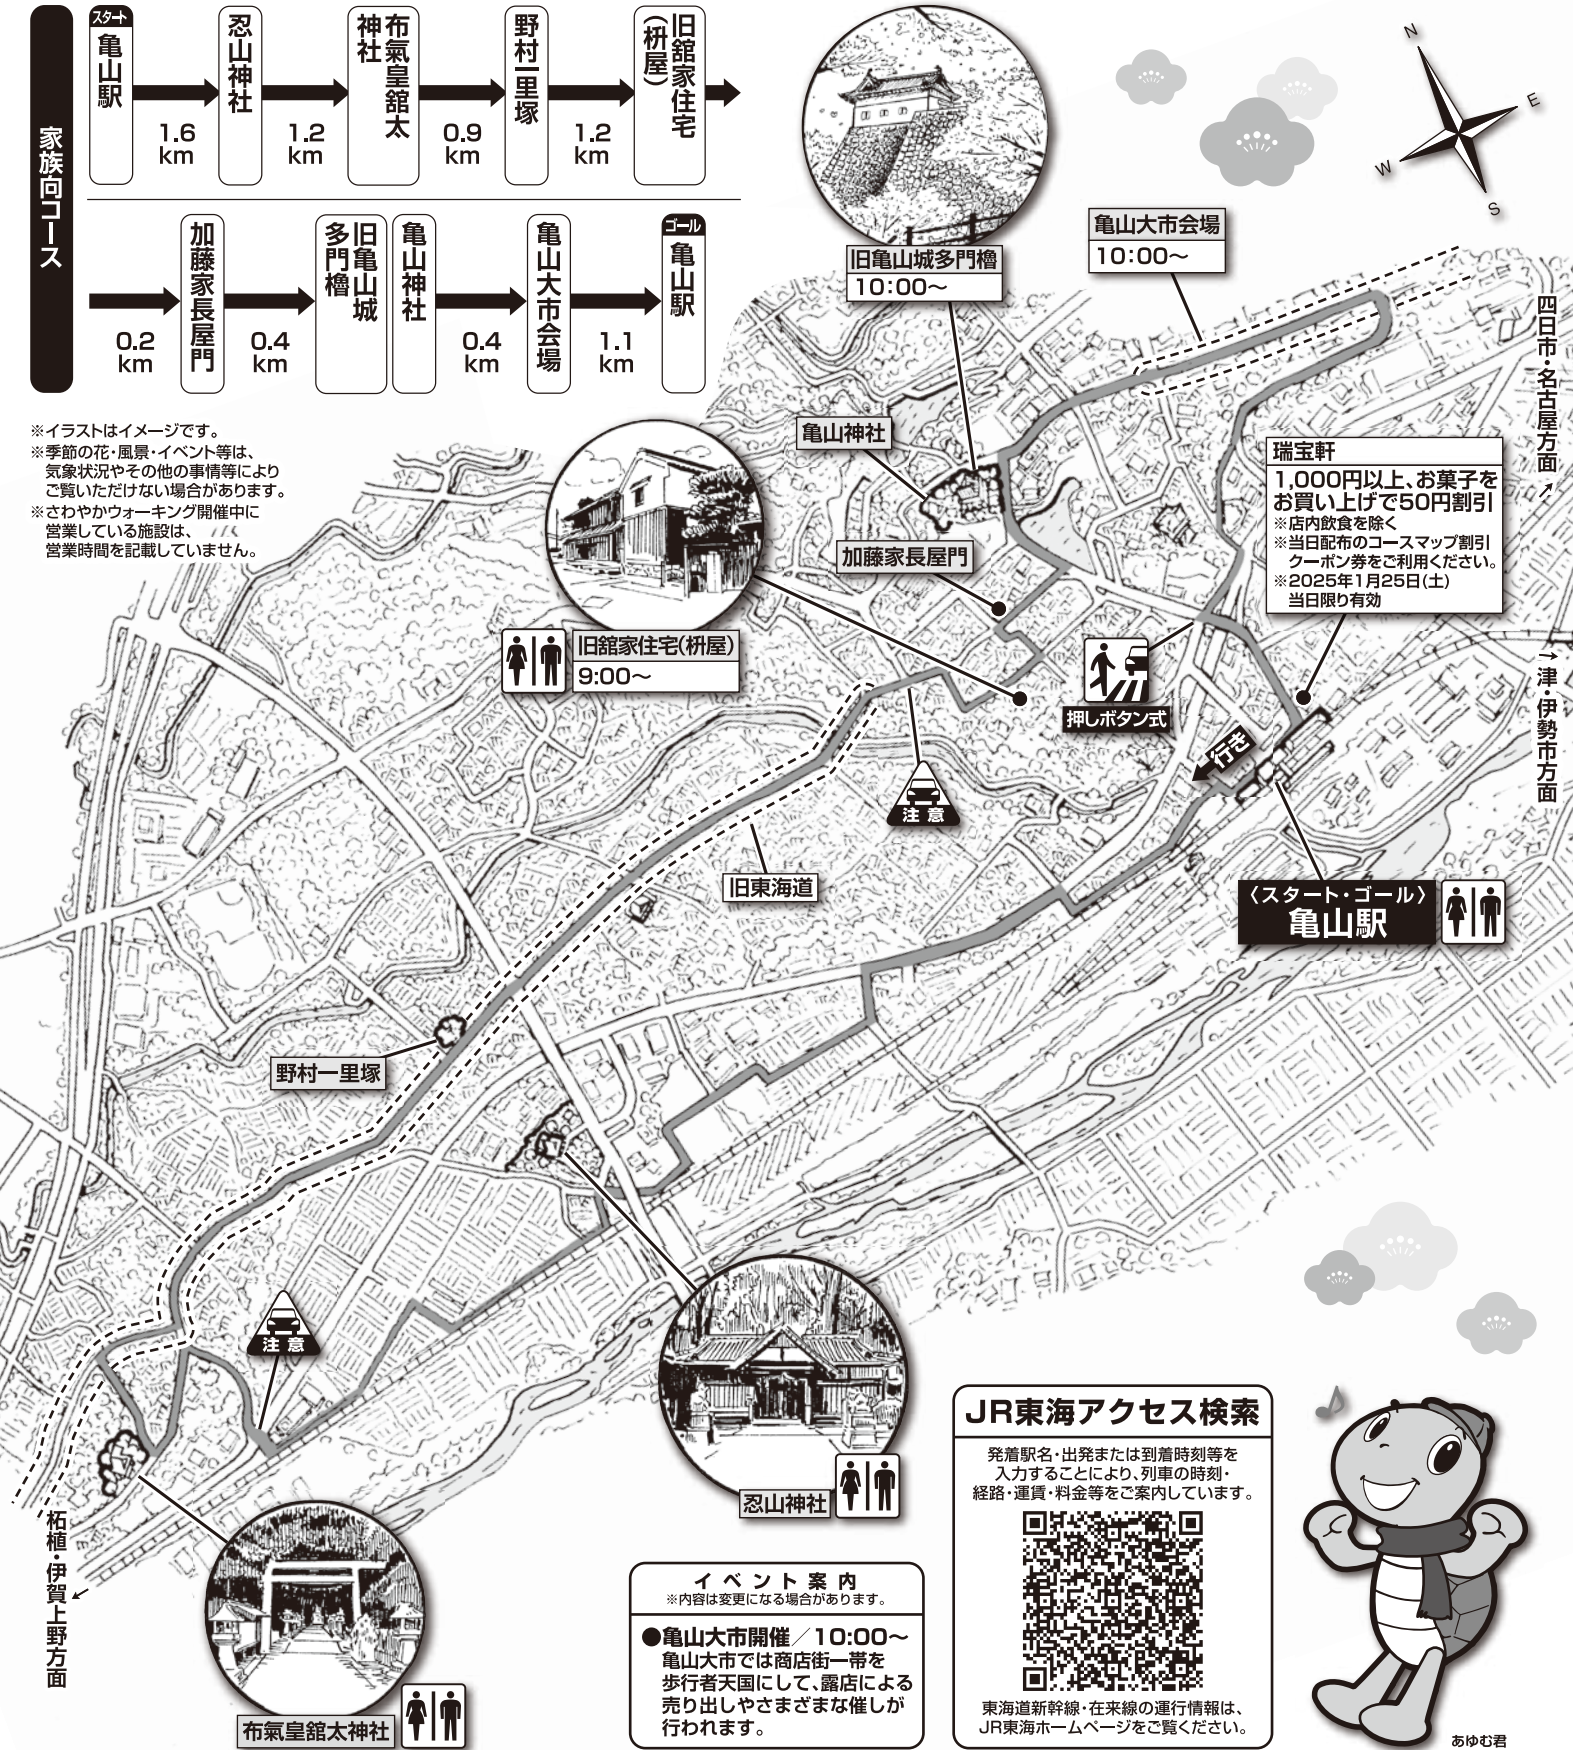 家族向コース
スタート
亀山駅
1.6
km
忍山神社
1.2
km
布氣皇舘太
神社
0.9
km
野村一里塚
1.2
km
旧舘家住宅
(枡屋)
0.2
km
加藤家長屋門
0.4
km
旧亀山城
多門櫓
亀山神社
0.4
km
亀山大市会場
1.1
km
ゴール
亀山駅
※イラストはイメージです。
※季節の花・風景・イベント等は、
気象状況やその他の事情等により
ご覧いただけない場合があります。
※さわやかウォーキング開催中に
営業している施設は、
営業時間を記載していません。
N
E
W
S
旧亀山城多門櫓
10:00〜
亀山大市会場
10:00〜
四日市・名古屋方面
亀山神社
瑞宝軒
1,000円以上、お菓子を
お買い上げで50円割引
※店内飲食を除く
※当日配布のコースマップ割引
クーポン券をご利用ください。
※2025年1月25日(土)
当日限り有効
加藤家長屋門
旧舘家住宅(枡屋)
9:00〜
押しボタン式
→津・伊勢市方面
行き
注意
旧東海道
〈スタート・ゴール〉
亀山駅
野村一里塚
注意
忍山神社
柘植・伊賀上野方面
布氣皇舘太神社
イベント案内
※内容は変更になる場合があります。
●亀山大市開催/10:00〜
亀山大市では商店街一帯を
歩行者天国にして、露店による
売り出しやさまざまな催しが
行われます。
JR東海アクセス検索
発着駅名・出発または到着時刻等を
入力することにより、列車の時刻・
経路・運賃・料金等をご案内しています。
東海道新幹線・在来線の運行情報は、
JR東海ホームページをご覧ください。
あゆむ君